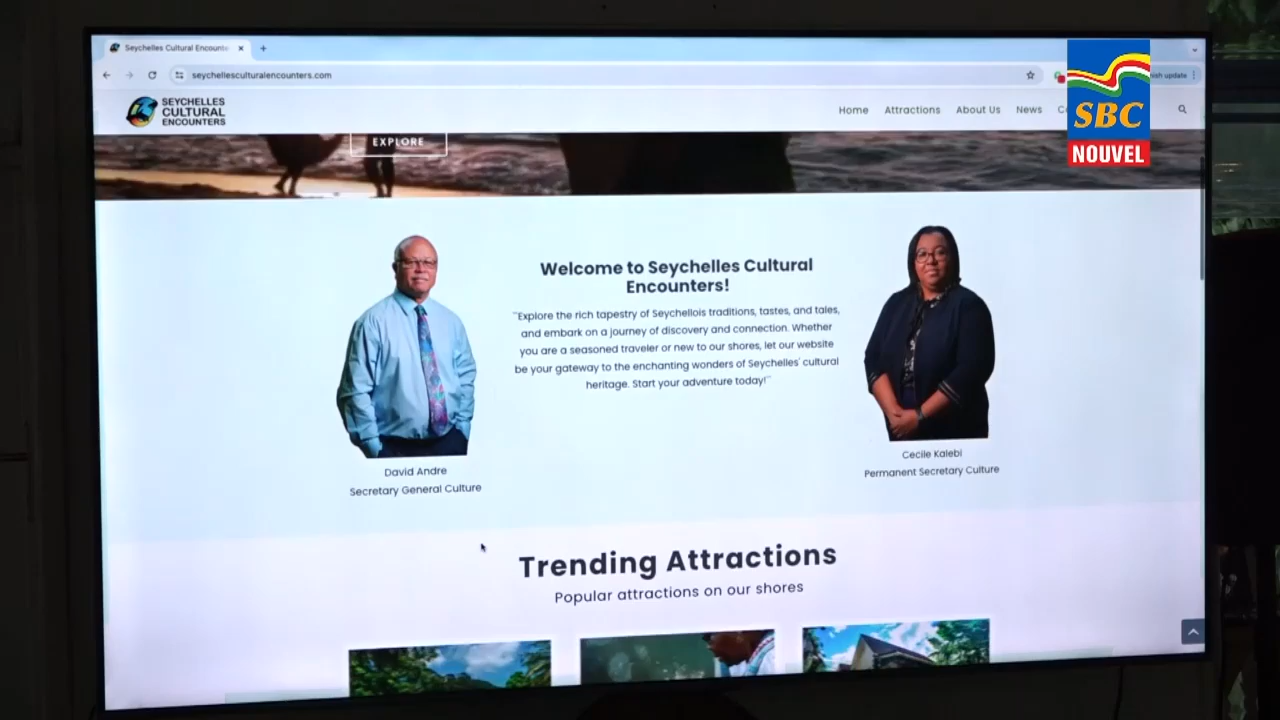 Seychelles Cultural Encounte
seychellesculturalencounters.com
ish update
SEYCHELLES
CULTURAL
ENCOUNTERS
Home
Attractions
About Us
News
SBC
NOUVEL
EXPLORE
Welcome to Seychelles Cultural
Encounters!
"Explore the rich tapestry of Seychellois traditions, tastes, and tales,
and embark on a journey of discovery and connection. Whether
you are a seasoned traveler or new to our shores, let our website
be your gateway to the enchanting wonders of Seychelles' cultural
heritage. Start your adventure today!"
David Andre
Secretary General Culture
Cecile Kalebi
Permanent Secretary Culture
Trending Attractions
Popular attractions on our shores